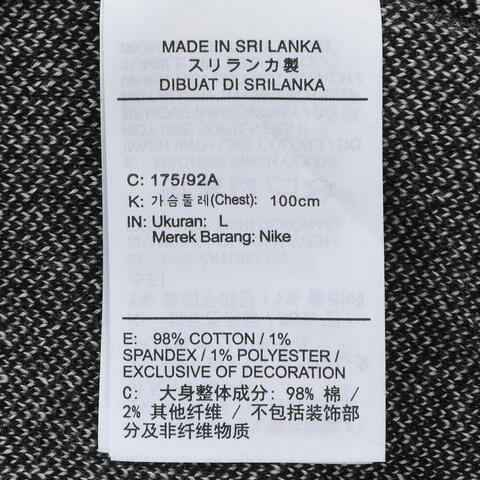 MADE IN SRI LANKA
スリランカ製
DIBUAT DI SRILANKA
C: 175/92A
K: 가슴둘레(Chest): 100cm
IN: Ukuran: L
Merek Barang: Nike
E: 98% COTTON / 1%
SPANDEX / 1% POLYESTER /
EXCLUSIVE OF DECORATION
C: 大身整体成分: 98% 棉 /
2% 其他纤维 / 不包括装饰部
分及非纤维物质